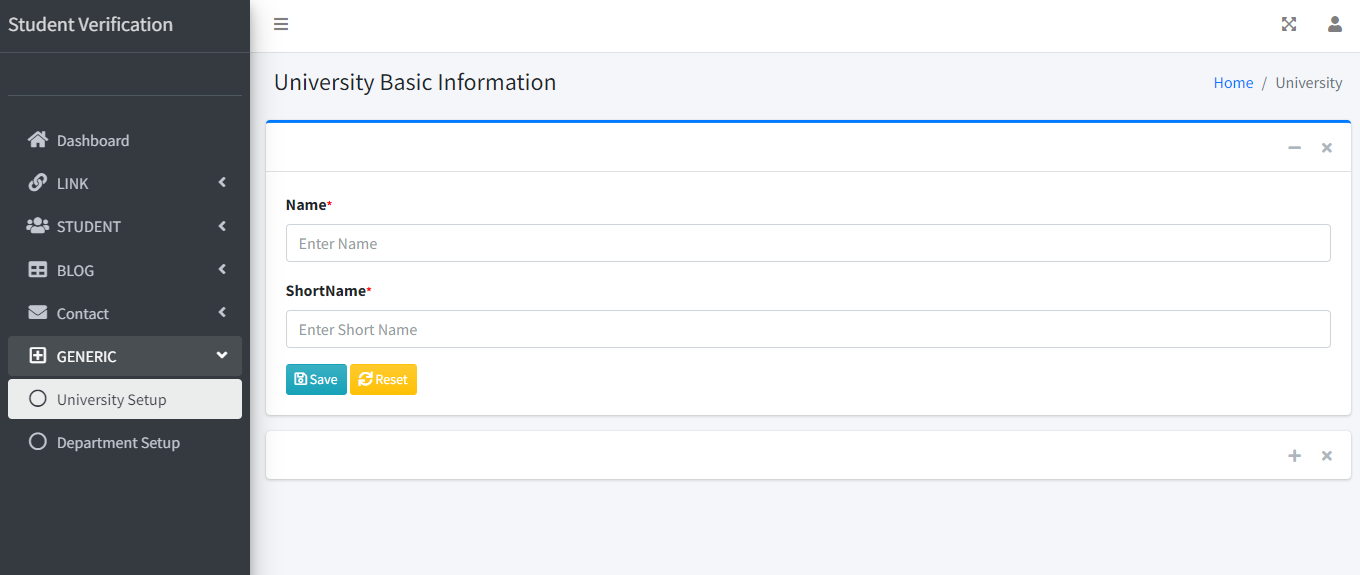 Student Verification
University Basic Information
Home / University
Dashboard
LINK
STUDENT
BLOG
Contact
GENERIC
University Setup
Department Setup
Name*
Enter Name
ShortName*
Enter Short Name
Save Reset